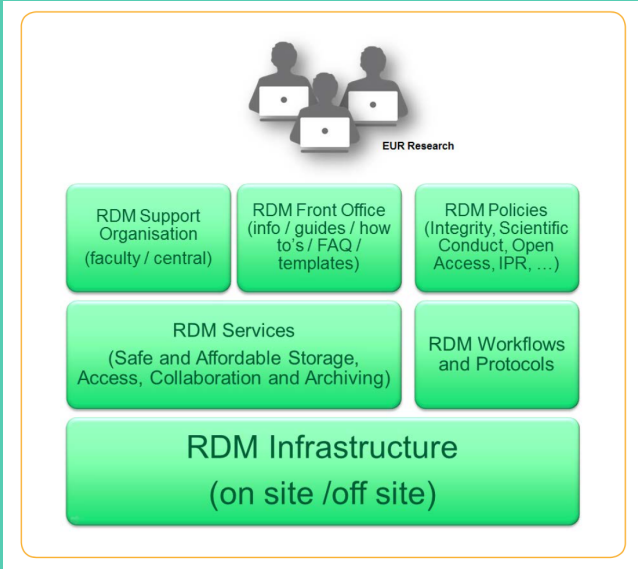 EUR Research
RDM Support
Organisation
(faculty / central)
RDM Front Office
(info / guides / how
to's / FAQ /
templates)
RDM Policies
(Integrity, Scientific
Conduct, Open
Access, IPR, …)
RDM Services
(Safe and Affordable Storage,
Access, Collaboration and Archiving)
RDM Workflows
and Protocols
RDM Infrastructure
(on site /off site)